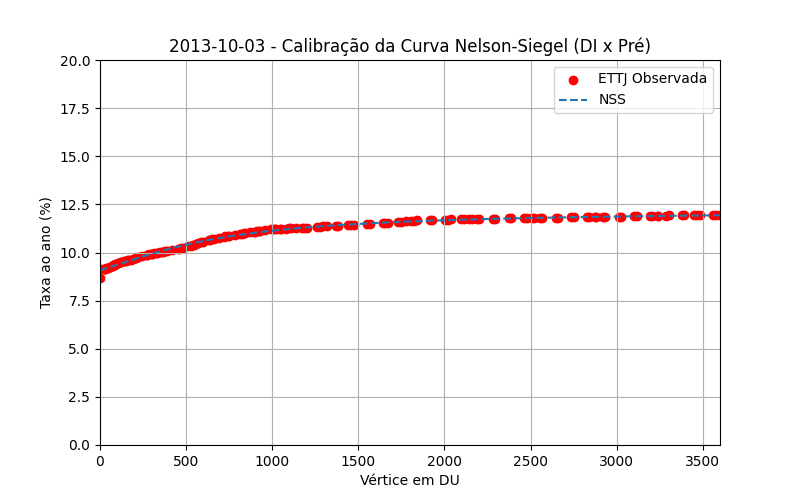 2013-10-03 - Calibração da Curva Nelson-Siegel (DI x Pré)
ETTJ Observada
NSS
Taxa ao ano (%)
20.0
17.5
15.0
12.5
10.0
7.5
5.0
2.5
0.0
0 500 1000 1500 2000 2500 3000 3500
Vértice em DU